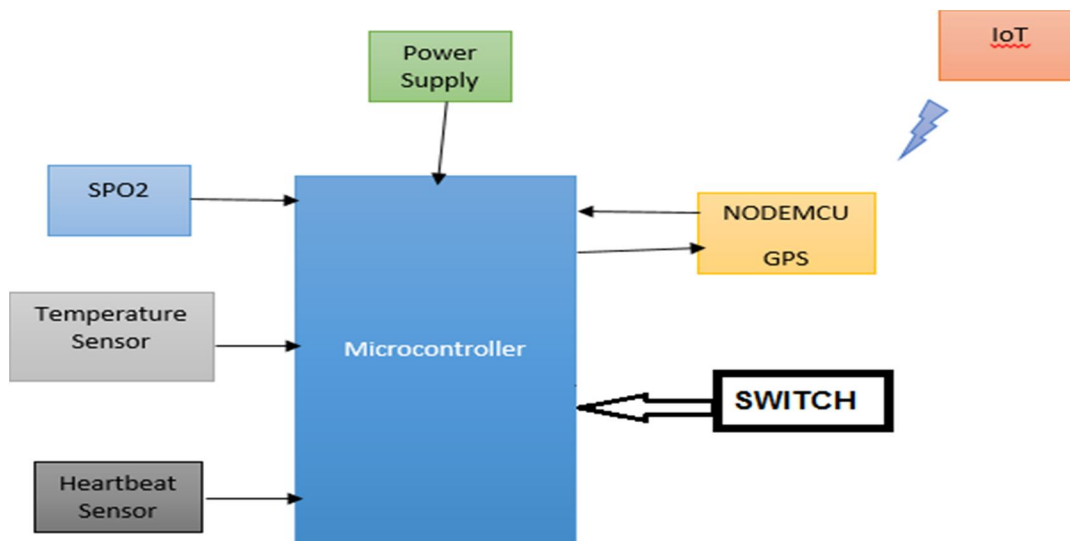 Power
Supply
IoT
SPO2
NODEMCU
GPS
Temperature
Sensor
Microcontroller
SWITCH
Heartbeat
Sensor